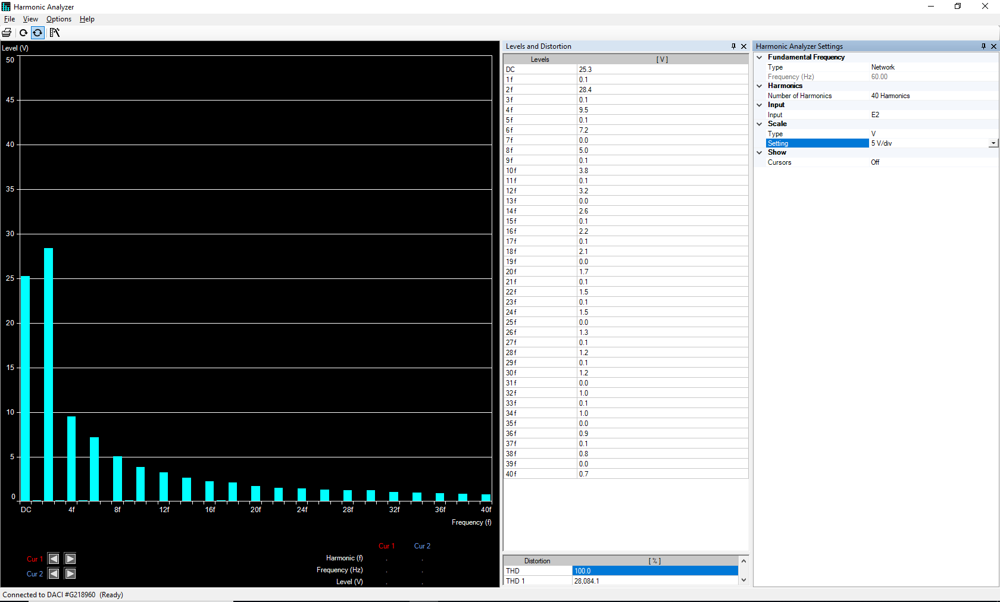 Harmonic Analyzer
File View Options Help
Level (V)
50
45
40
35
30
25
20
15
10
5
0
DC 4f 8f 12f 16f 20f 24f 28f 32f 36f 40f
Frequency (f)
Cur 1 Cur 2
Cur 1
Cur 2
Harmonic (f) . .
Frequency (Hz) . .
Level (V) . .
Levels and Distortion
Levels [ V ]
DC 25.3
1f 0.1
2f 28.4
3f 0.1
4f 9.5
5f 0.1
6f 7.2
7f 0.0
8f 5.0
9f 0.1
10f 3.8
11f 0.1
12f 3.2
13f 0.0
14f 2.6
15f 0.1
16f 2.2
17f 0.1
18f 2.1
19f 0.0
20f 1.7
21f 0.1
22f 1.5
23f 0.1
24f 1.5
25f 0.0
26f 1.3
27f 0.1
28f 1.2
29f 0.1
30f 1.2
31f 0.0
32f 1.0
33f 0.1
34f 1.0
35f 0.0
36f 0.9
37f 0.1
38f 0.8
39f 0.0
40f 0.7
Distortion [ % ]
THD 100.0
THD 1 28,084.1
Harmonic Analyzer Settings
Fundamental Frequency
Type Network
Frequency (Hz) 60.00
Harmonics
Number of Harmonics 40 Harmonics
Input
Input E2
Scale
Type V
Setting 5 V/div
Show
Cursors Off
Connected to DACI #G218960 (Ready)